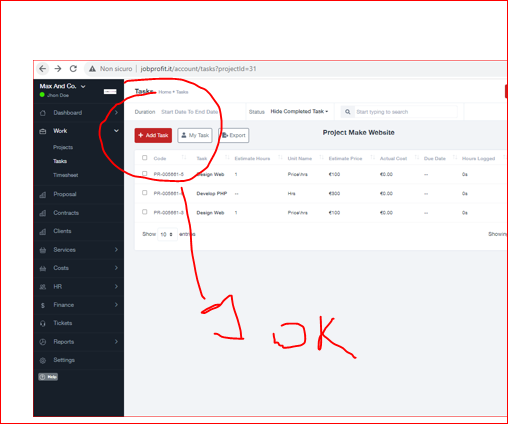 Non sicuro | jobprofit.it/account/tasks?projectId=31
Max And Co.
Jhon Doe
Tasks Home • Tasks
Duration Start Date To End Date Status Hide Completed Task Start typing to search
Dashboard
Work
+ Add Task My Task Export Project Make Website
Projects
Code Task Estimate Hours Unit Name Estimate Price Actual Cost Due Date Hours Logged
Tasks
PR-005661-5 Design Web 1 Price/hrs €100 €0.00 -- 0s
Timesheet
Proposal
Develop PHP -- Hrs €300 €0.00 -- 0s
Contracts
PR-005661-3 Design Web 1 Price/hrs €100 €0.00 -- 0s
Clients
Show 10 entries Showing
Services
Costs
HR
Finance
Tickets
Reports
Settings
Help
OK